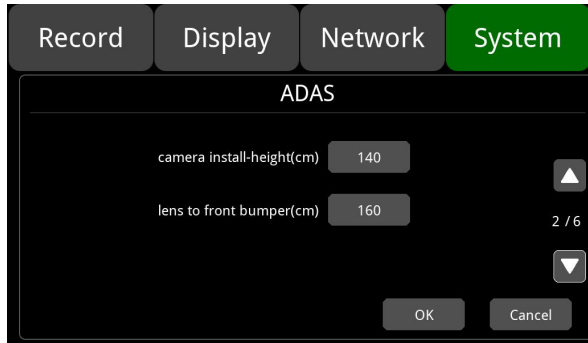 Record Display Network System
ADAS
camera install-height(cm) 140
lens to front bumper(cm) 160
2 /6
OK Cancel